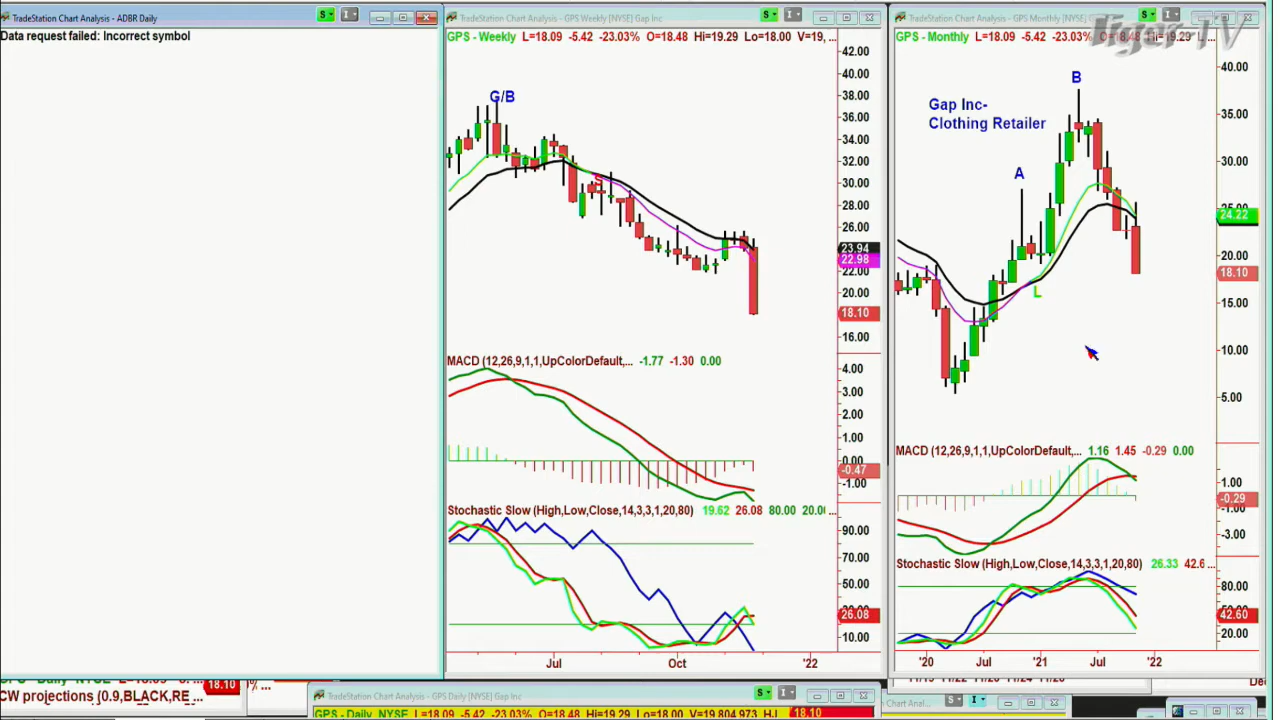 TradeStation Chart Analysis - ADBR Daily
S
I
Data request failed: Incorrect symbol
TradeStation Chart Analysis - GPS Weekly [NYSE] Gap Inc
S
I
GPS - Weekly L=18.09 -5.42 -23.03% O=18.48 Hi=19.29 Lo=18.00 V=19, ...
42.00
40.00
38.00
36.00
34.00
32.00
30.00
28.00
26.00
23.94
22.98
22.00
20.00
18.10
16.00
G/B
S
MACD (12,26,9,1,1,UpColorDefault,... -1.77 -1.30 0.00
4.00
3.00
2.00
1.00
0.00
-0.47
-1.00
Stochastic Slow (High,Low,Close,14,3,3,1,20,80) 19.62 26.08 80.00 20.0 ...
90.00
70.00
50.00
26.08
10.00
Jul Oct '22
TradeStation Chart Analysis - GPS Monthly [NYSE]
S
I
Tiger TV
GPS - Monthly L=18.09 -5.42 -23.03% O=18.48 Hi=19.29 L...
40.00
35.00
30.00
25.00
24.22
20.00
18.10
15.00
10.00
5.00
B
Gap Inc-
Clothing Retailer
A
L
MACD (12,26,9,1,1,UpColorDefault,... 1.16 1.45 -0.29 0.00
1.00
-0.29
-1.00
-3.00
Stochastic Slow (High,Low,Close,14,3,3,1,20,80) 26.33 42.6 ...
80.00
42.60
20.00
'20 Jul '21 Jul '22
18.10
CW projections (0.9,BLACK,RE...
TradeStation Chart Analysis - GPS Daily [NYSE] Gap Inc
S
I
GPS - Daily NYSE L=18.09 -5.42 -23.03% O=18.48 Hi=19.29 Lo=18.00 V=19,804,973
18.10
S
I